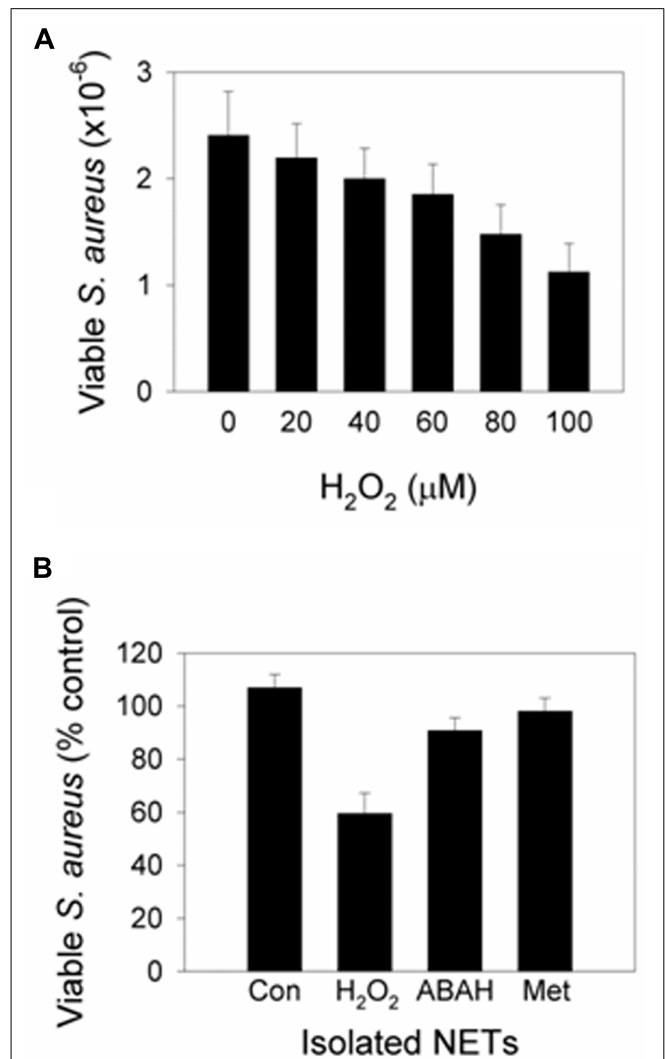 A
Viable S. aureus (x10⁻⁶)
3
2
1
0
0 20 40 60 80 100
H₂O₂ (μM)
B
Viable S. aureus (% control)
120
100
80
60
40
20
0
Con H₂O₂ ABAH Met
Isolated NETs